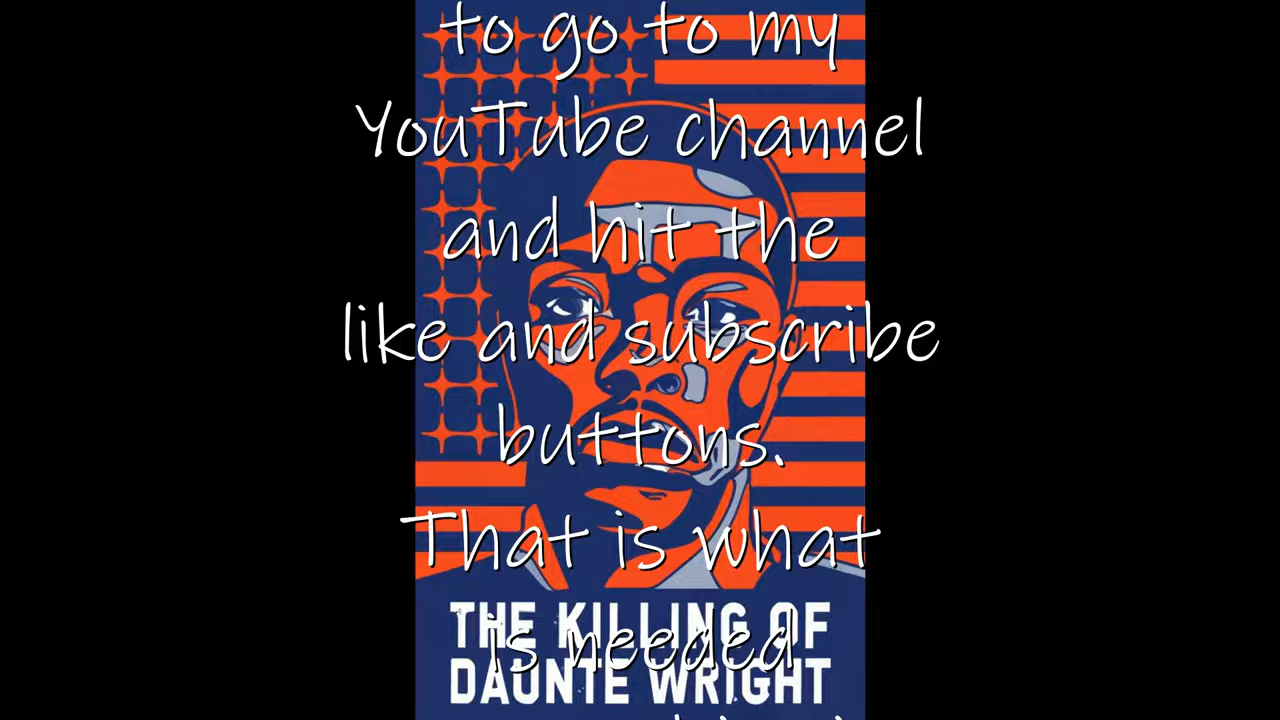 to go to my
YouTube channel
and hit the
like and subscribe
buttons.
That is what
THE KILLING OF
is needed
DAUNTE WRIGHT